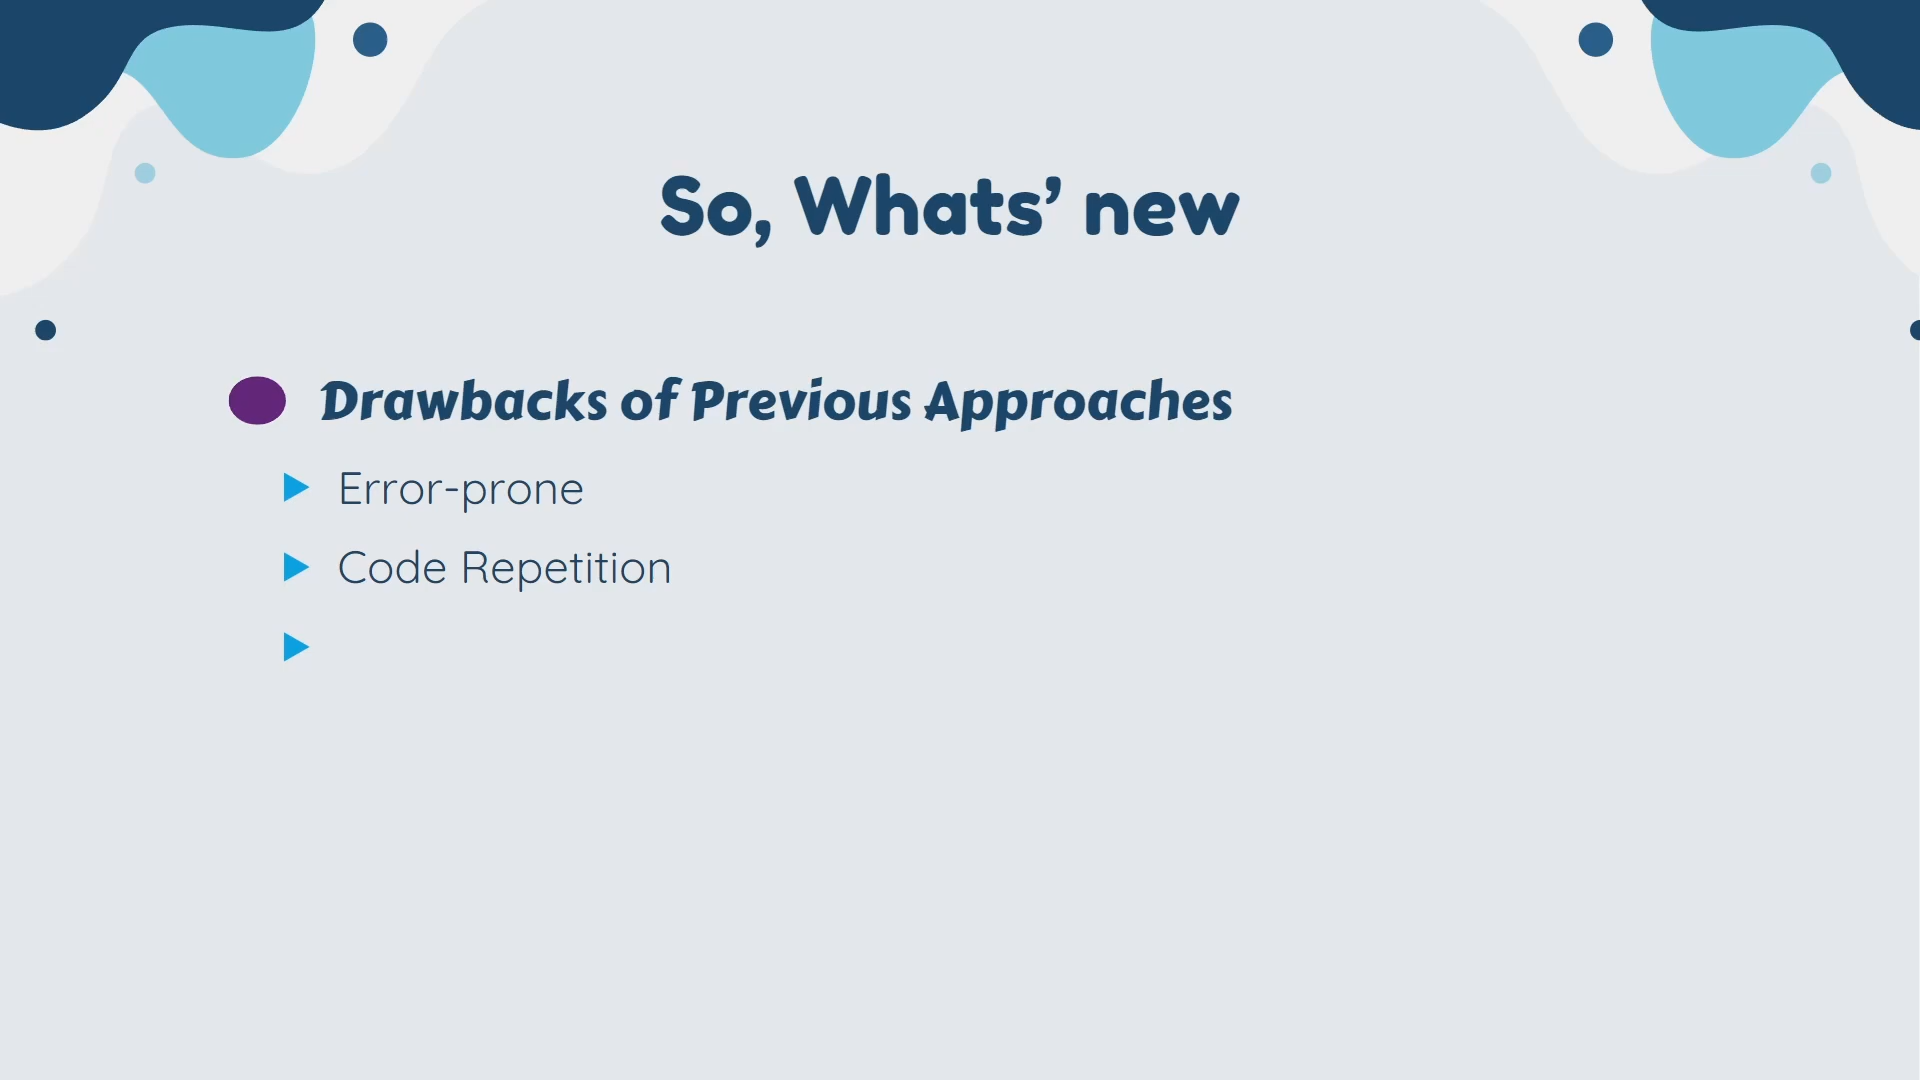 So, Whats’ new
Drawbacks of Previous Approaches
Error-prone
Code Repetition